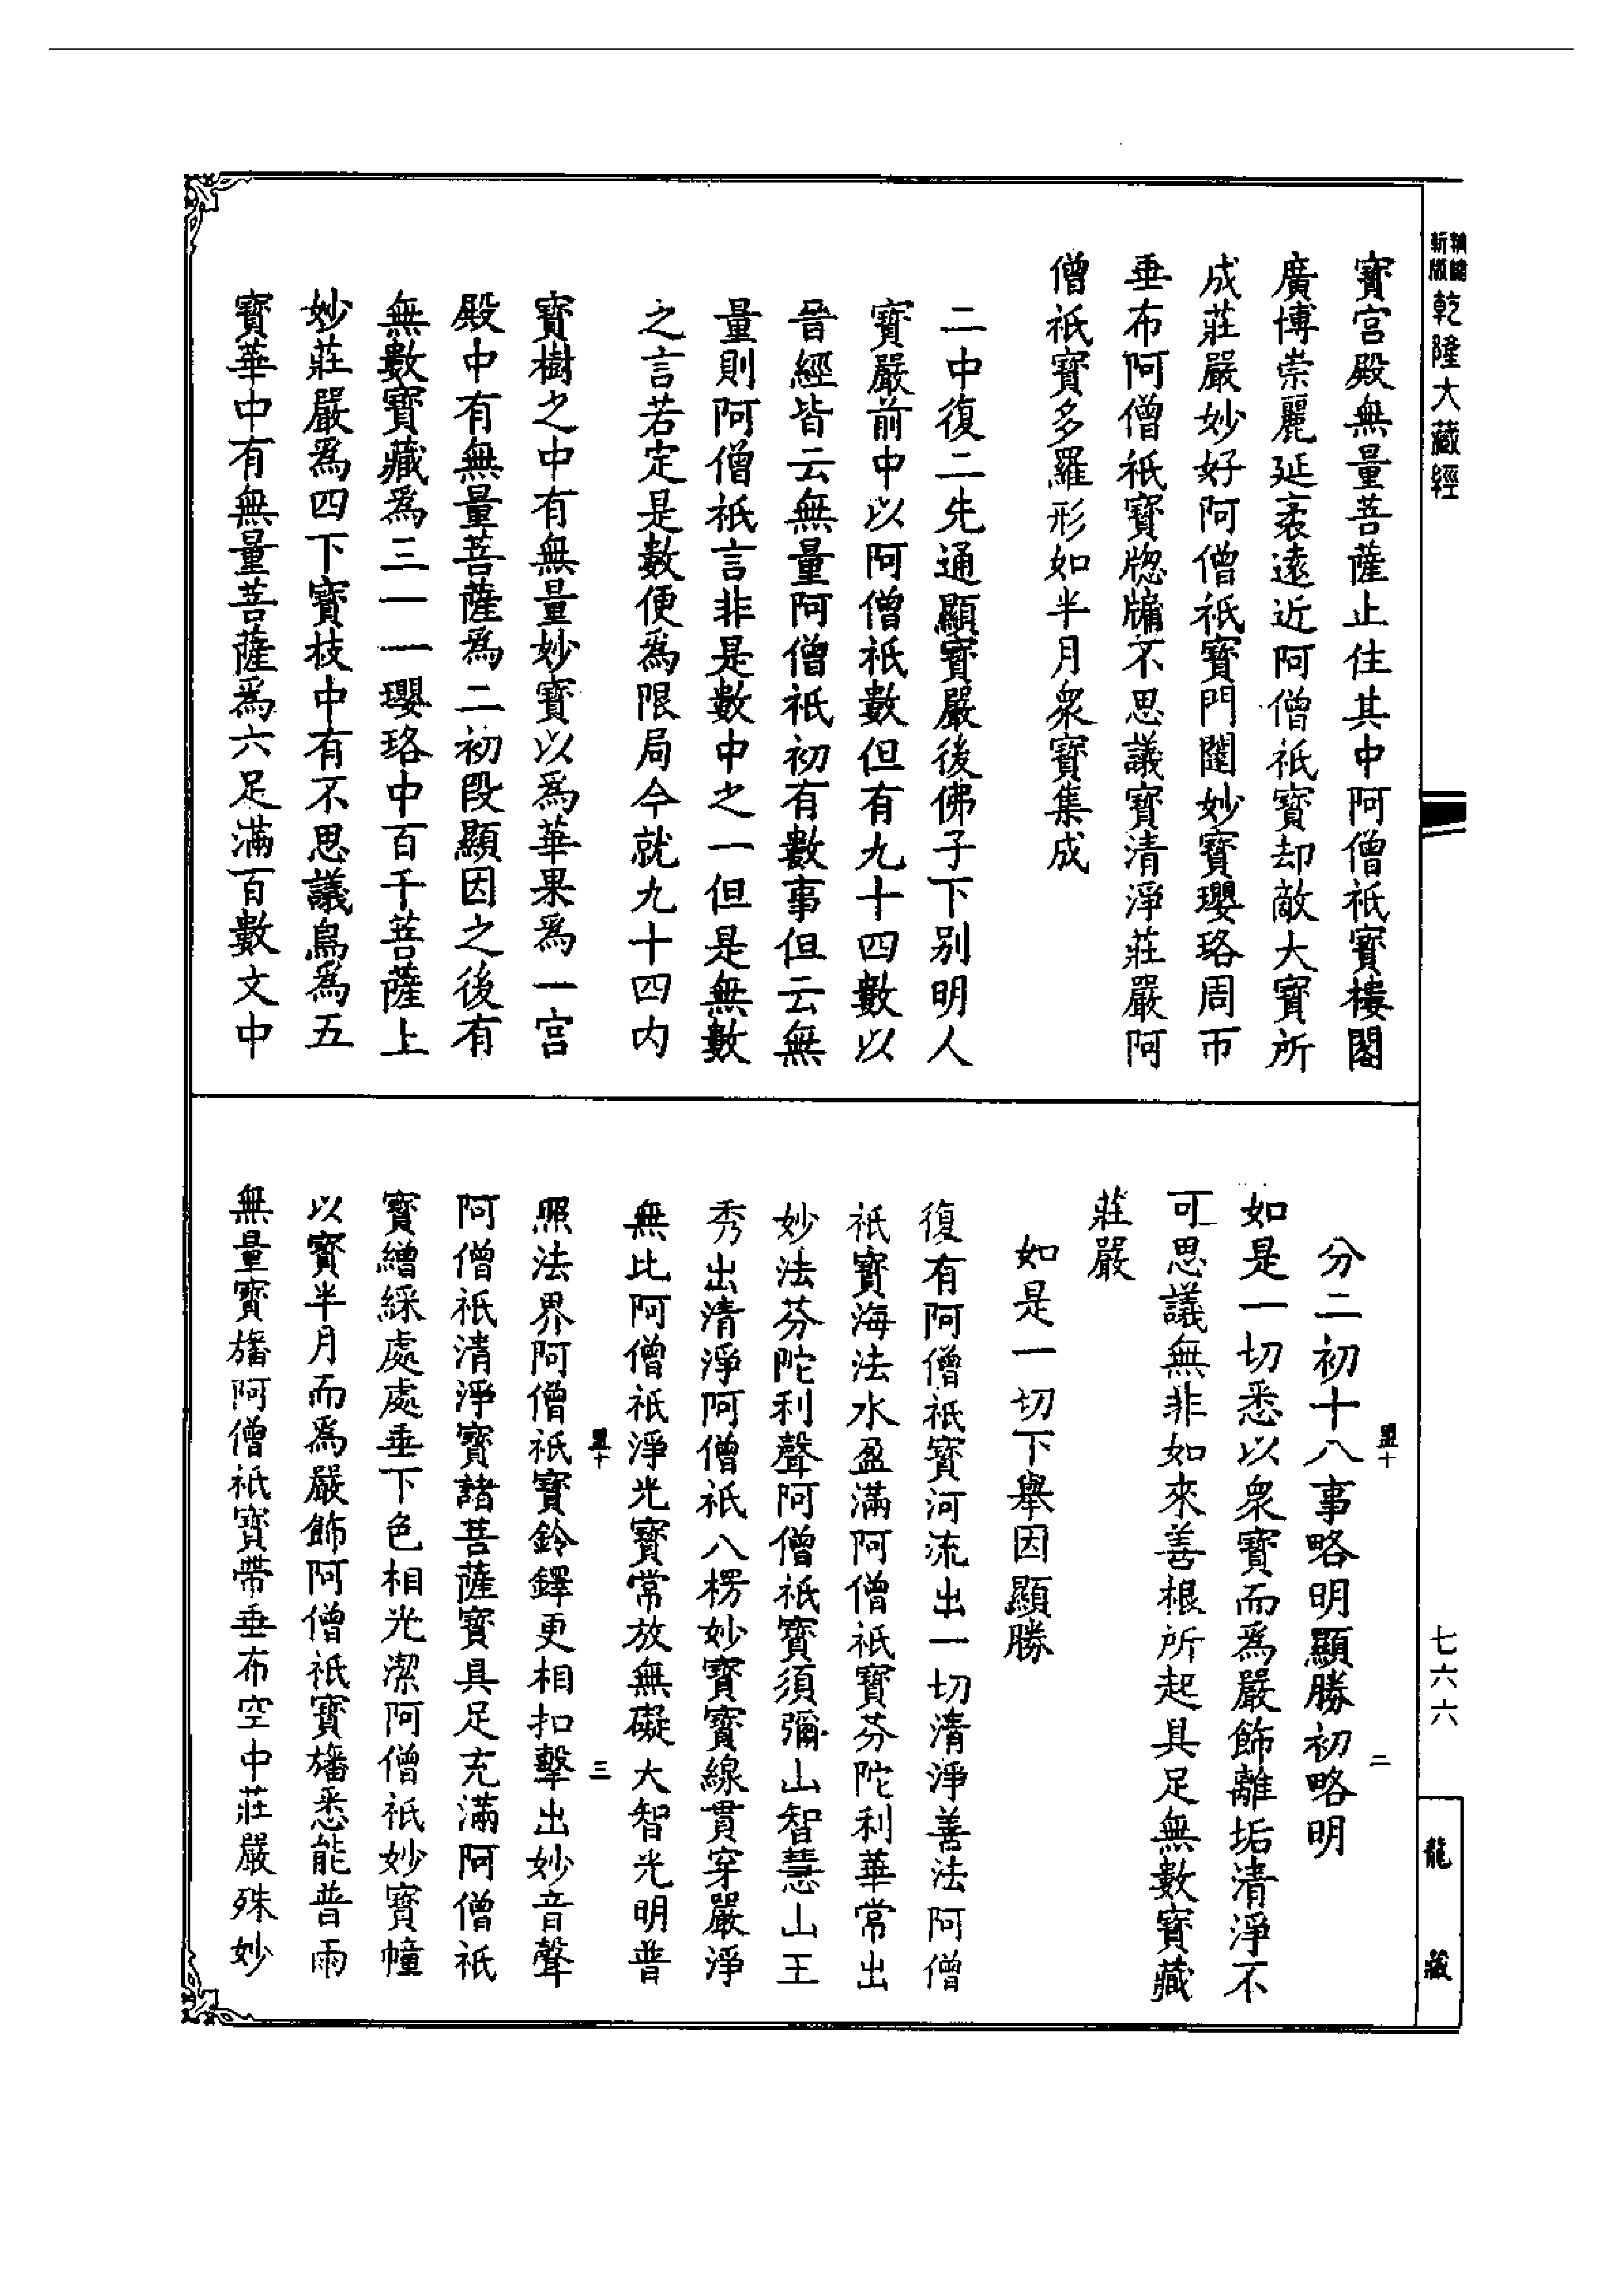 新版
精縮
乾隆大藏經
寶宮殿無量菩薩止住其中阿僧祇寶樓閣
廣博崇麗延袤遠近阿僧祇寶却敵大寶所
成莊嚴妙好阿僧祇寶門闥妙寶瓔珞周帀
垂布阿僧祇寶牕牖不思議寶清淨莊嚴阿
僧祇寶多羅形如半月衆寶集成
二中復二先通顯寶嚴後佛子下别明人
寶嚴前中以阿僧祇數但有九十四數以
晉經皆云無量阿僧祇初有數事但云無
量則阿僧祇言非是數中之一但是無數
之言若定是數便爲限局今就九十四内
寶樹之中有無量妙寶以爲華果爲一宮
殿中有無量菩薩爲二初段顯因之後有
無數寶藏爲三一一瓔珞中百千菩薩上
妙莊嚴爲四下寶枝中有不思議鳥爲五
寶華中有無量菩薩爲六足滿百數文中
分二初十八事略明顯勝初略明
如是一切悉以衆寶而爲嚴飾離垢清淨不
可思議無非如來善根所起具足無數寶藏
莊嚴
如是一切下舉因顯勝
復有阿僧祇寶河流出一切清淨善法阿僧
祇寶海法水盈滿阿僧祇寶芬陀利華常出
妙法芬陀利聲阿僧祇寶須彌山智慧山王
秀出清淨阿僧祇八楞妙寶寶線貫穿嚴淨
無比阿僧祇淨光寶常放無礙大智光明普
照法界阿僧祇寶鈴鐸更相扣擊出妙音聲
阿僧祇清淨寶諸菩薩寶具足充滿阿僧祇
寶繒綵處處垂下色相光潔阿僧祇妙寶幢
以寶半月而爲嚴飾阿僧祇寶旛悉能普雨
無量寶旛阿僧祇寶帶垂布空中莊嚴殊妙
盟十
二
盟十
三
七六六
龍藏